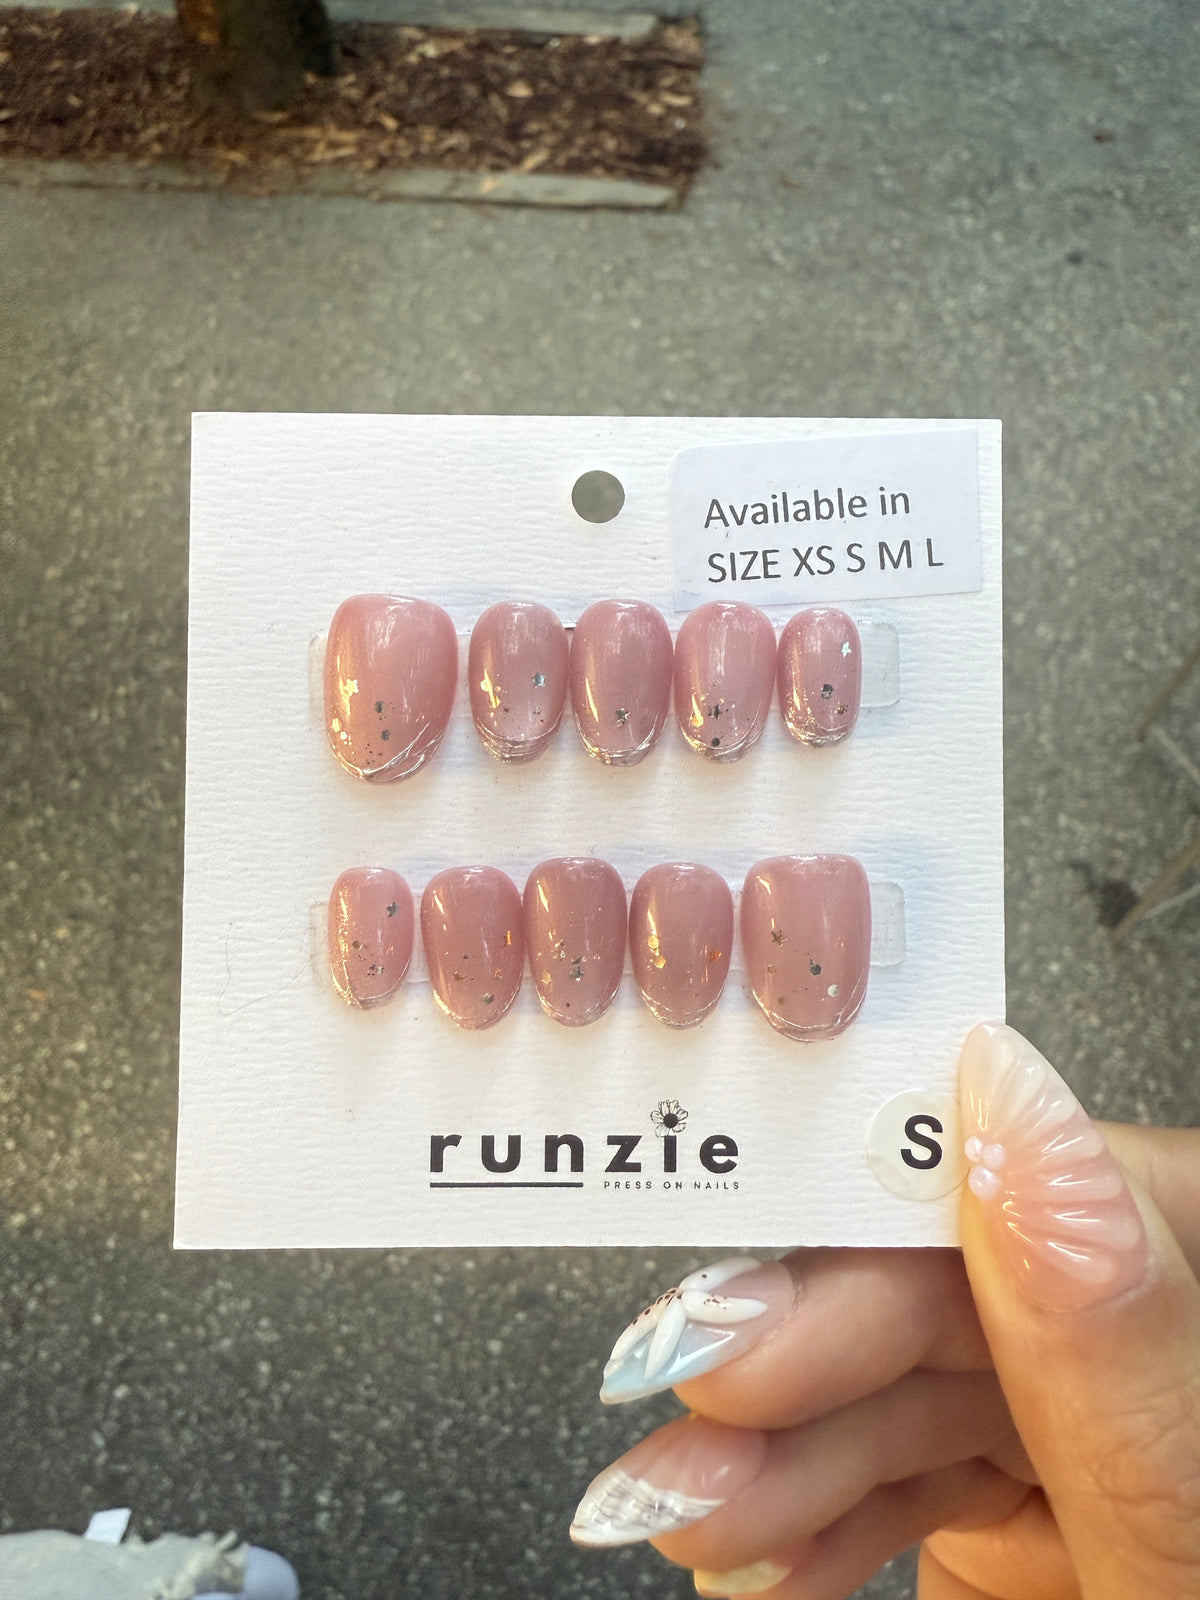 Available in
SIZE XS S M L
runzie
PRESS ON NAILS
S